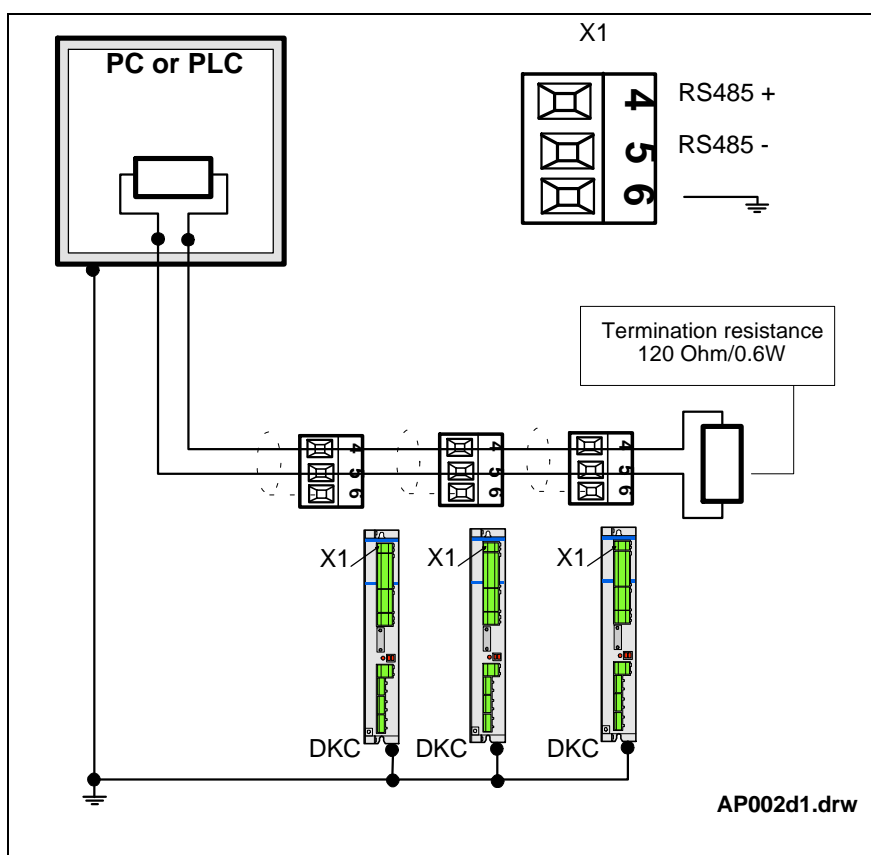 X1
PC or PLC
4 RS485 +
5 RS485 -
6
Termination resistance
120 Ohm/0.6W
4 4 4
5 5 5
6 6 6
X1 X1 X1
DKC DKC DKC
AP002d1.drw